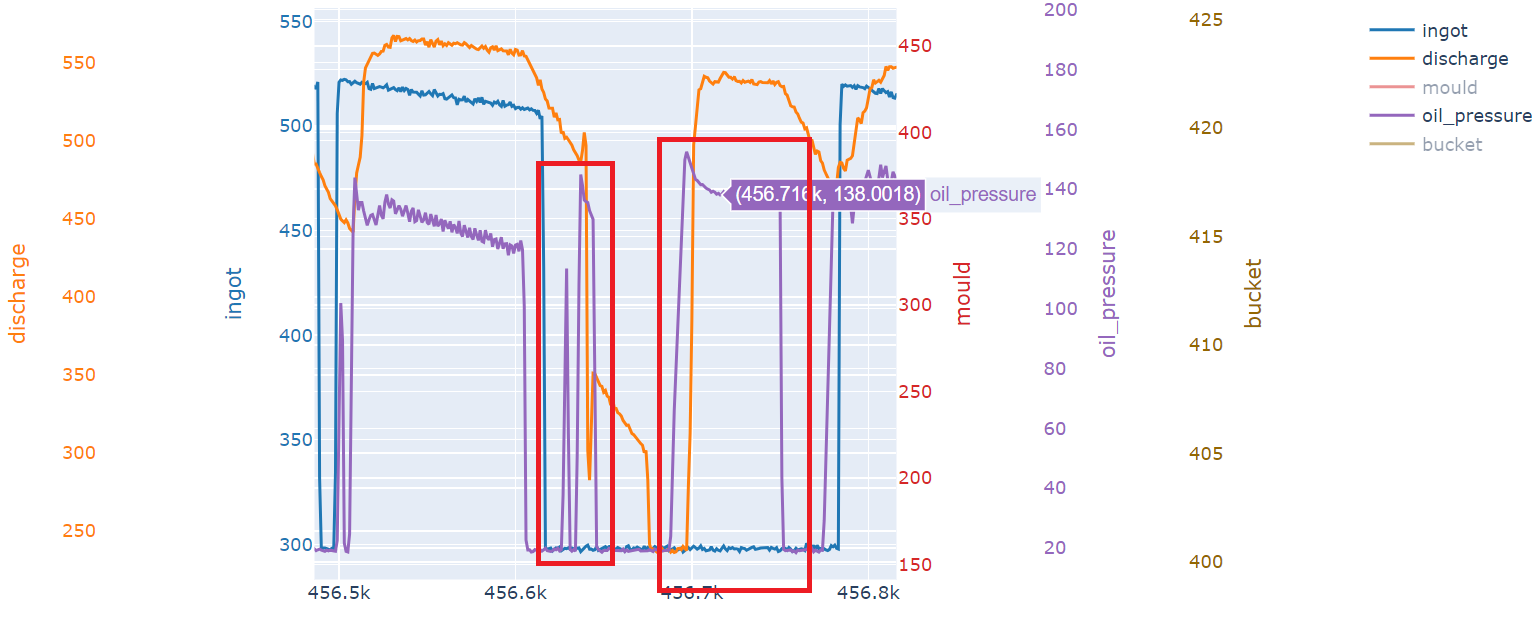 550
500
450
400
350
300
250
discharge
550
500
450
400
350
300
ingot
456.5k
456.6k
456.7k
456.8k
450
400
350
300
250
200
150
mould
200
180
160
140
120
100
80
60
40
20
oil_pressure
425
420
415
410
405
400
bucket
(456.716k, 138.0018)
oil_pressure
ingot
discharge
mould
oil_pressure
bucket